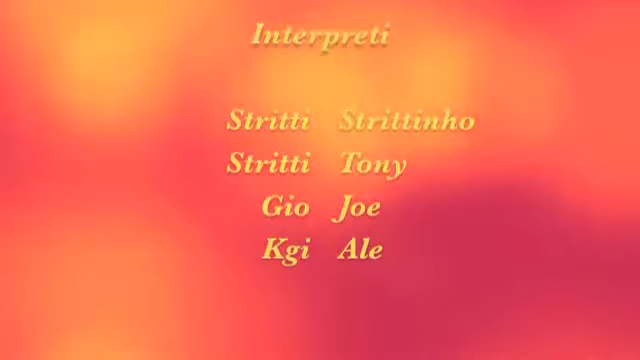 Interpreti
Stritti Strittinho
Stritti Tony
Gio Joe
Kgi Ale